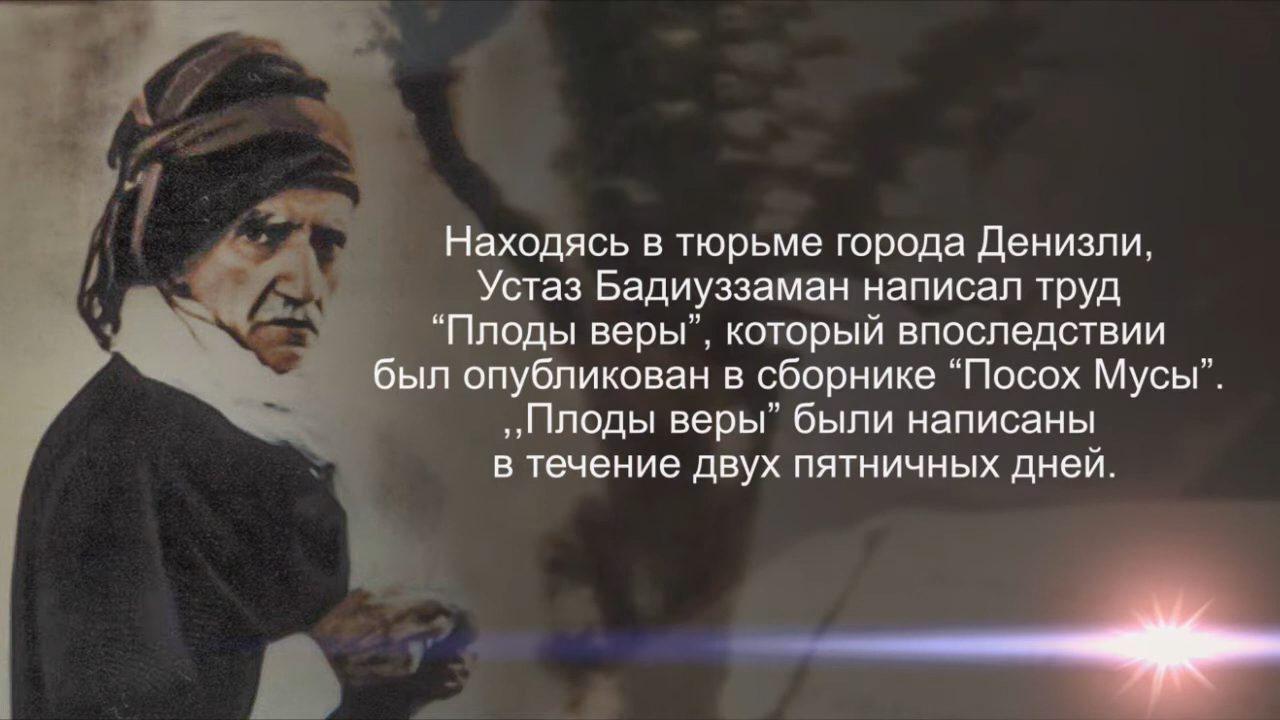 Находясь в тюрьме города Денизли,
Устаз Бадиуззаман написал труд
“Плоды веры”, который впоследствии
был опубликован в сборнике “Посох Мусы”.
,,Плоды веры” были написаны
в течение двух пятничных дней.